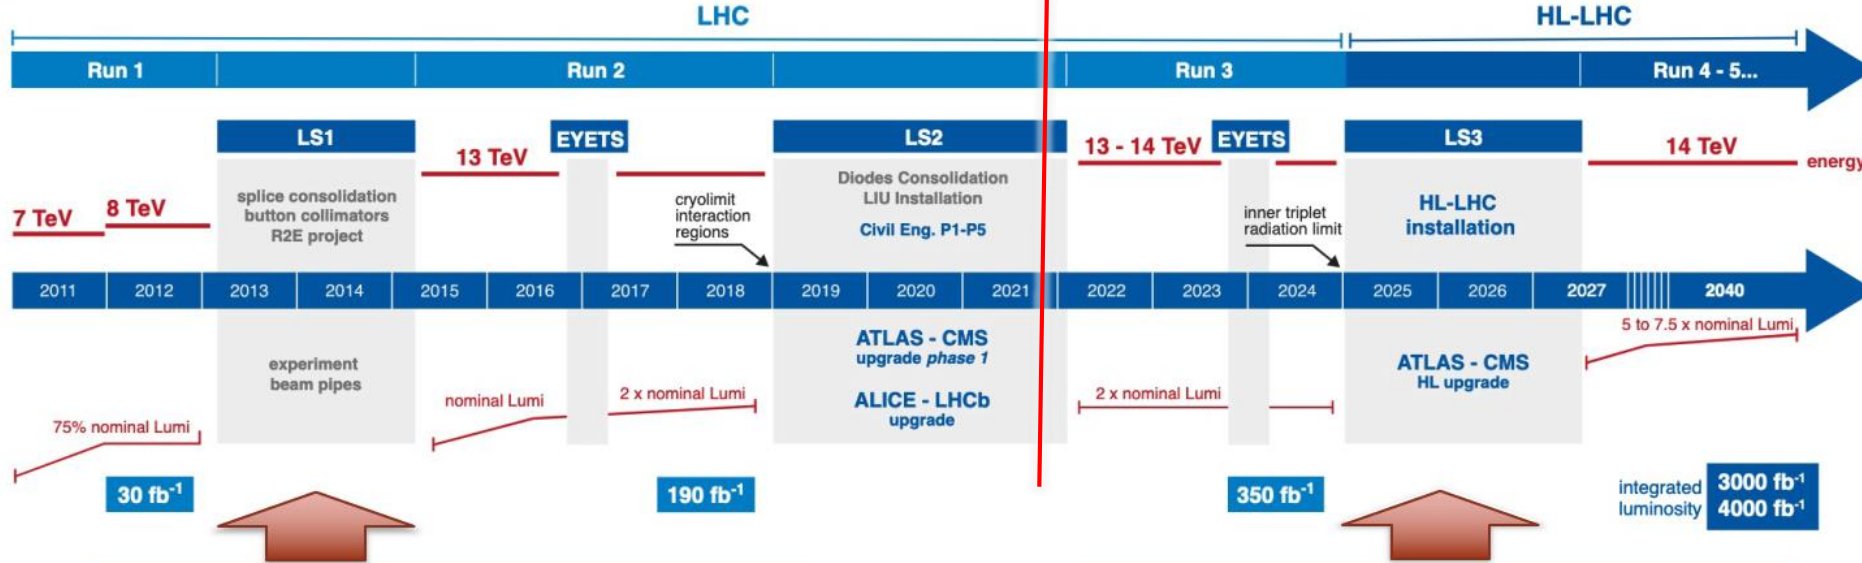 LHC
HL-LHC
Run 1
Run 2
Run 3
Run 4 - 5...
LS1
EYETS
LS2
EYETS
LS3
7 TeV
8 TeV
13 TeV
13 - 14 TeV
14 TeV
energy
splice consolidation
button collimators
R2E project
cryolimit
interaction
regions
Diodes Consolidation
LIU Installation
Civil Eng. P1-P5
inner triplet
radiation limit
HL-LHC
installation
2011
2012
2013
2014
2015
2016
2017
2018
2019
2020
2021
2022
2023
2024
2025
2026
2027
2040
75% nominal Lumi
experiment
beam pipes
nominal Lumi
2 x nominal Lumi
ATLAS - CMS
upgrade phase 1
ALICE - LHCb
upgrade
2 x nominal Lumi
ATLAS - CMS
HL upgrade
5 to 7.5 x nominal Lumi
30 fb⁻¹
190 fb⁻¹
350 fb⁻¹
integrated
luminosity
3000 fb⁻¹
4000 fb⁻¹